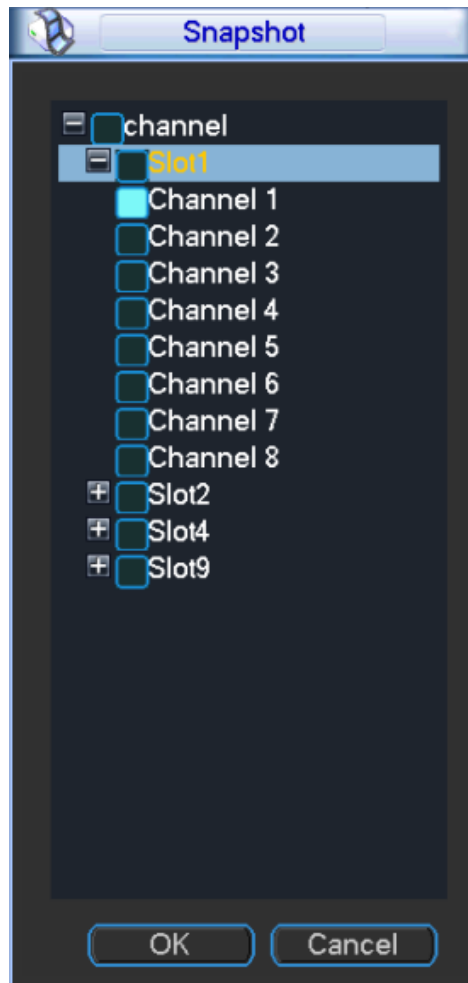 Snapshot
channel
Slot1
Channel 1
Channel 2
Channel 3
Channel 4
Channel 5
Channel 6
Channel 7
Channel 8
Slot2
Slot4
Slot9
OK Cancel